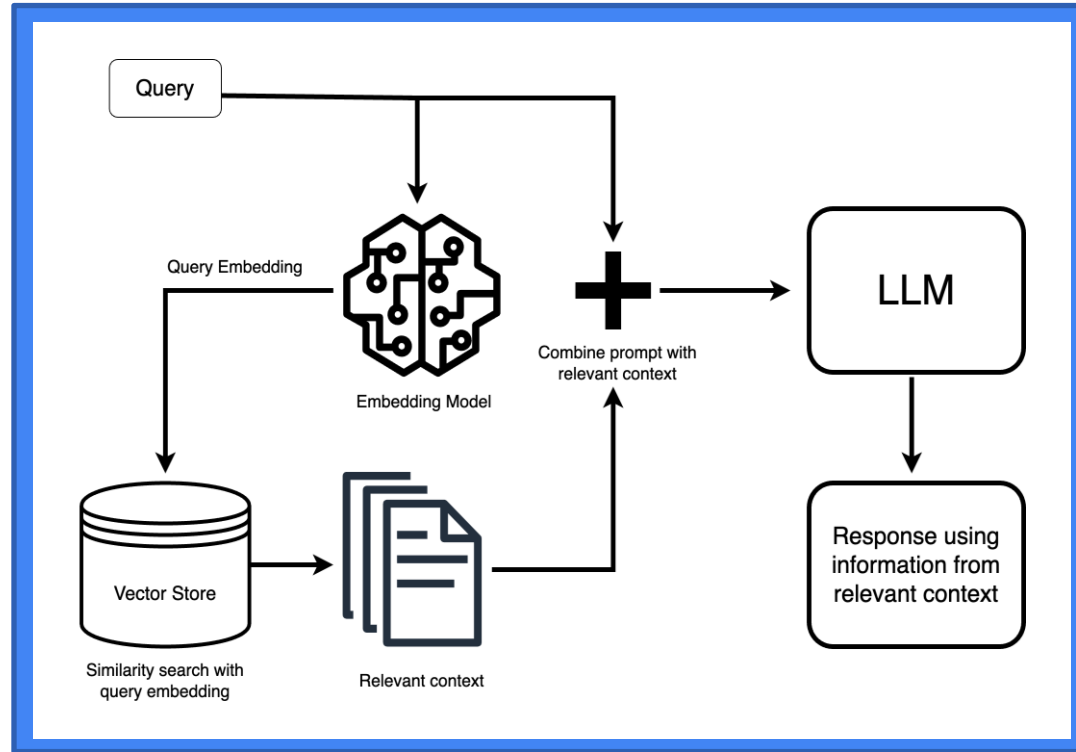 Query
Query Embedding
Embedding Model
Combine prompt with
relevant context
LLM
Vector Store
Similarity search with
query embedding
Relevant context
Response using
information from
relevant context